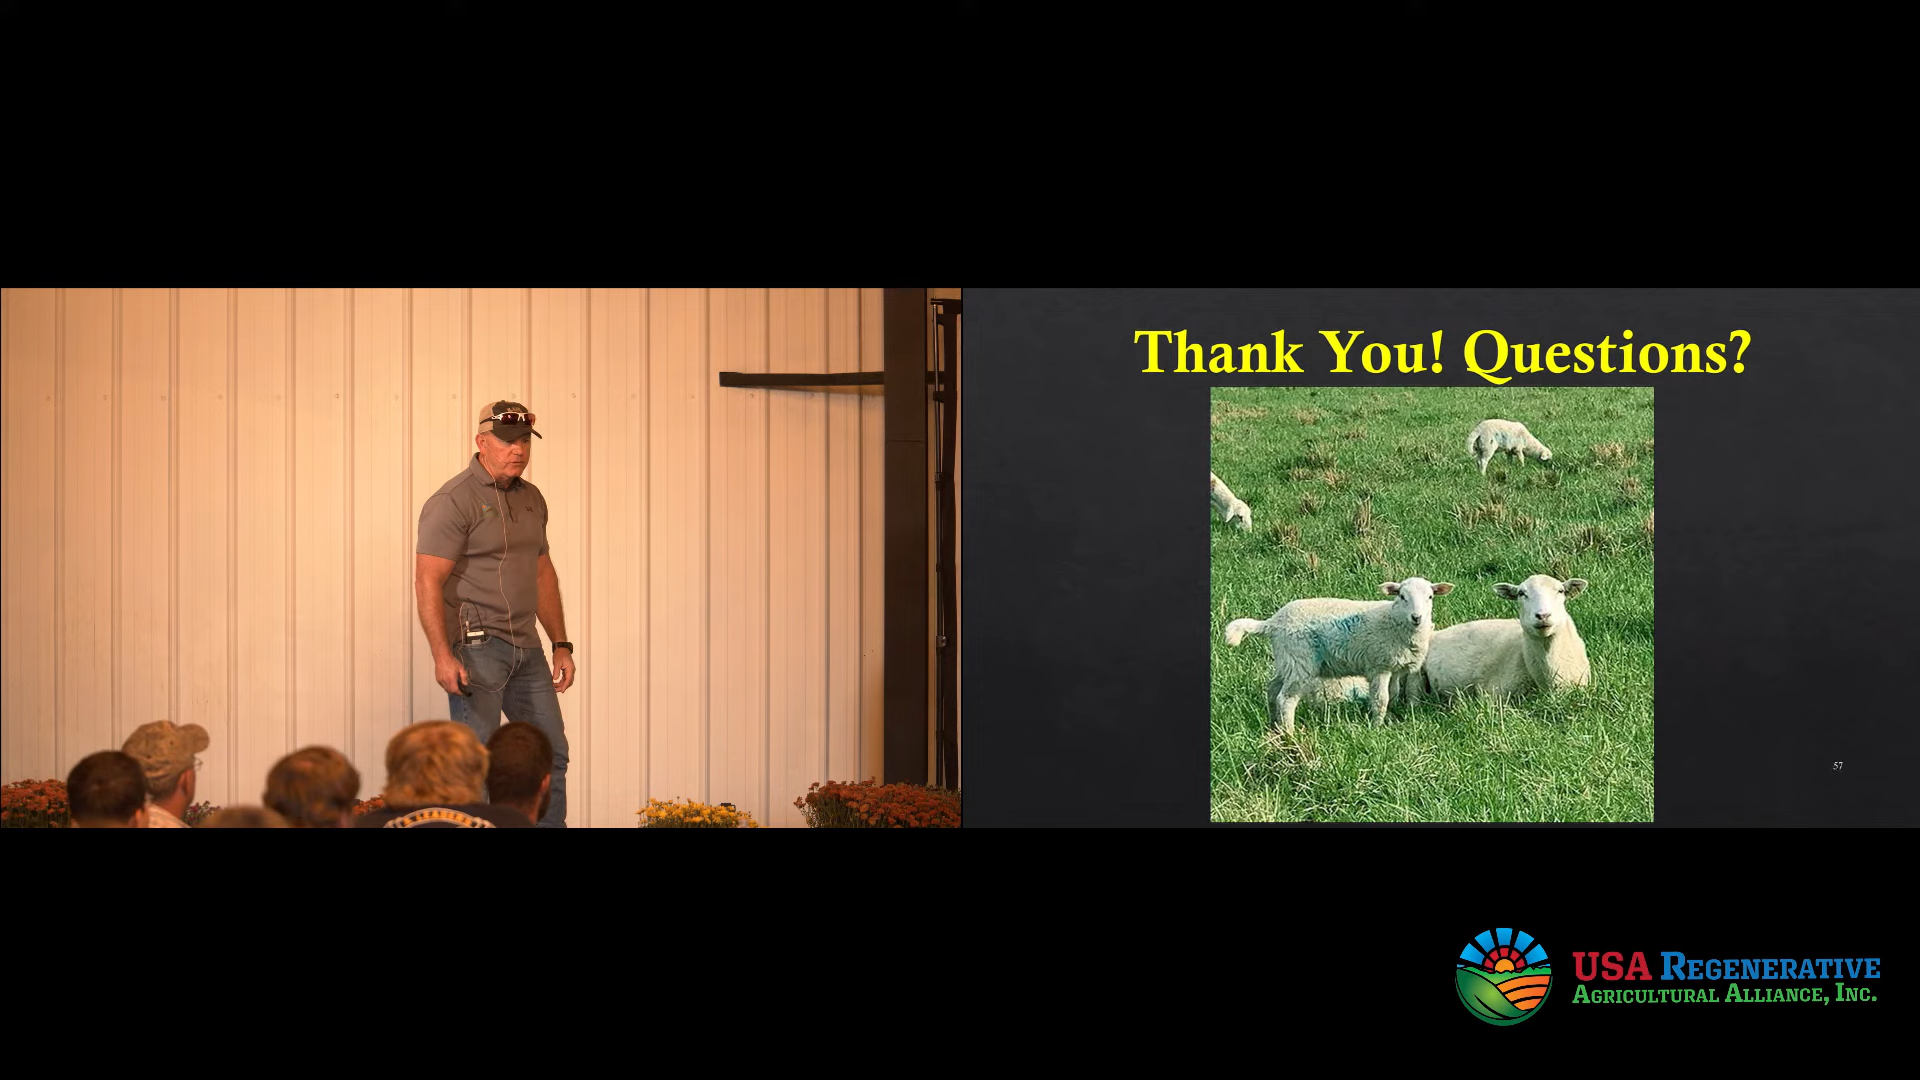 Thank You! Questions?
57
USA REGENERATIVE
AGRICULTURAL ALLIANCE, INC.